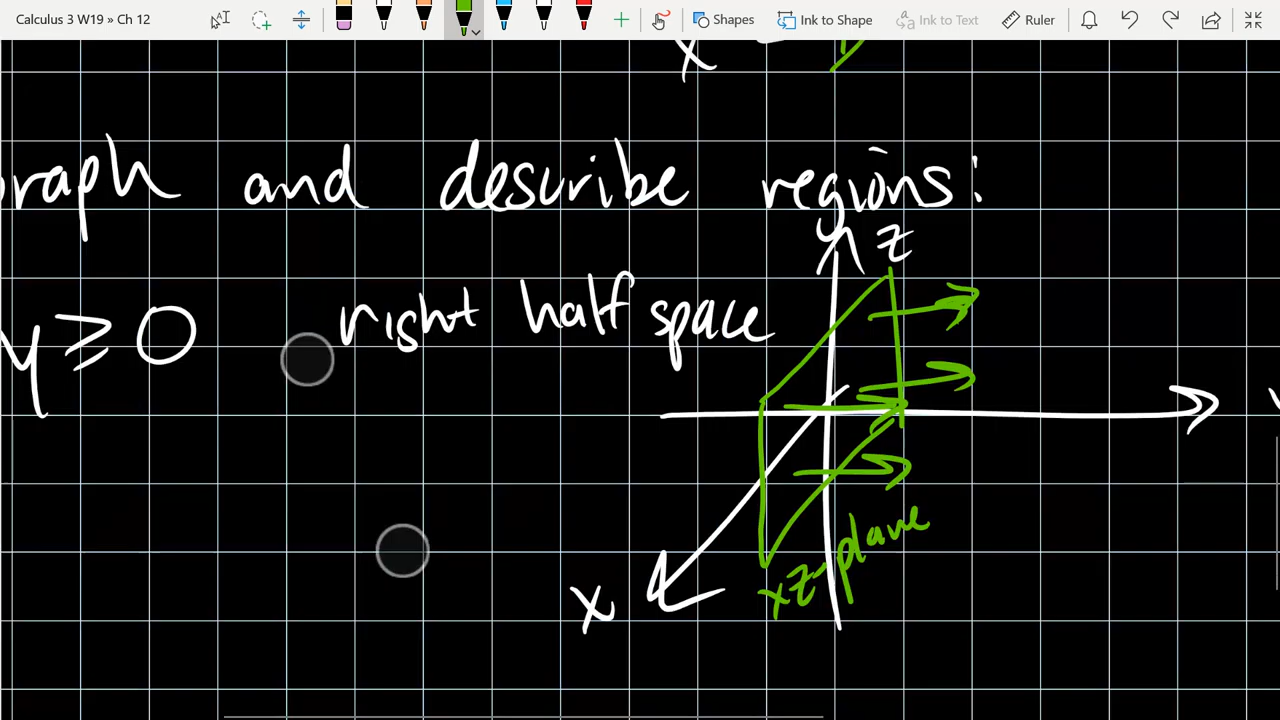 Calculus 3 W19 » Ch 12
Shapes
Ink to Shape
Ink to Text
Ruler
x
raph and describe regions:
z
y ≥ 0
right half space
x
xz-plane